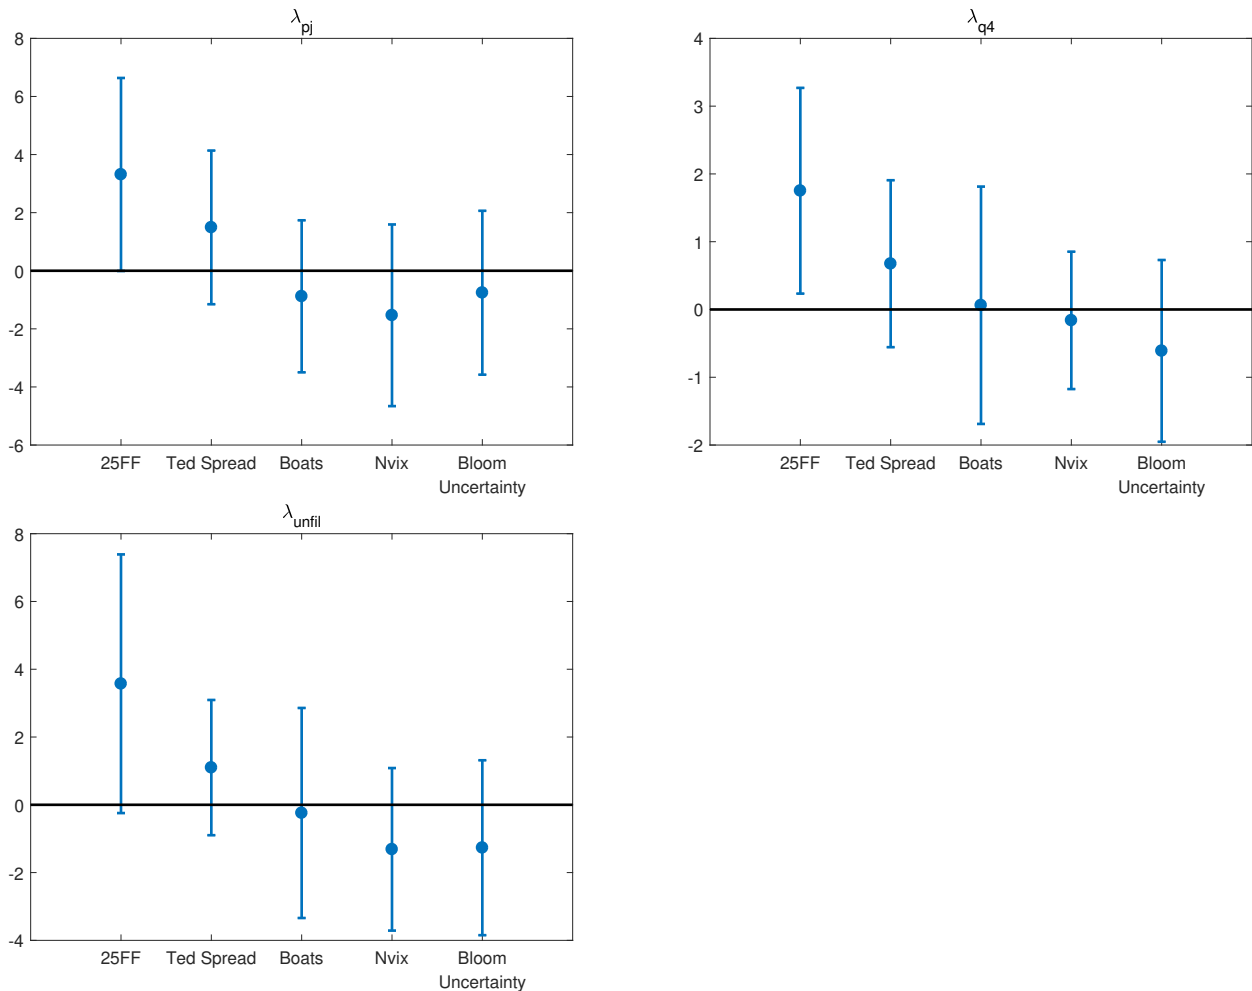 λpj
8
6
4
2
0
-2
-4
-6
25FF Ted Spread Boats Nvix Bloom
Uncertainty
λq4
4
3
2
1
0
-1
-2
25FF Ted Spread Boats Nvix Bloom
Uncertainty
λunfil
8
6
4
2
0
-2
-4
25FF Ted Spread Boats Nvix Bloom
Uncertainty